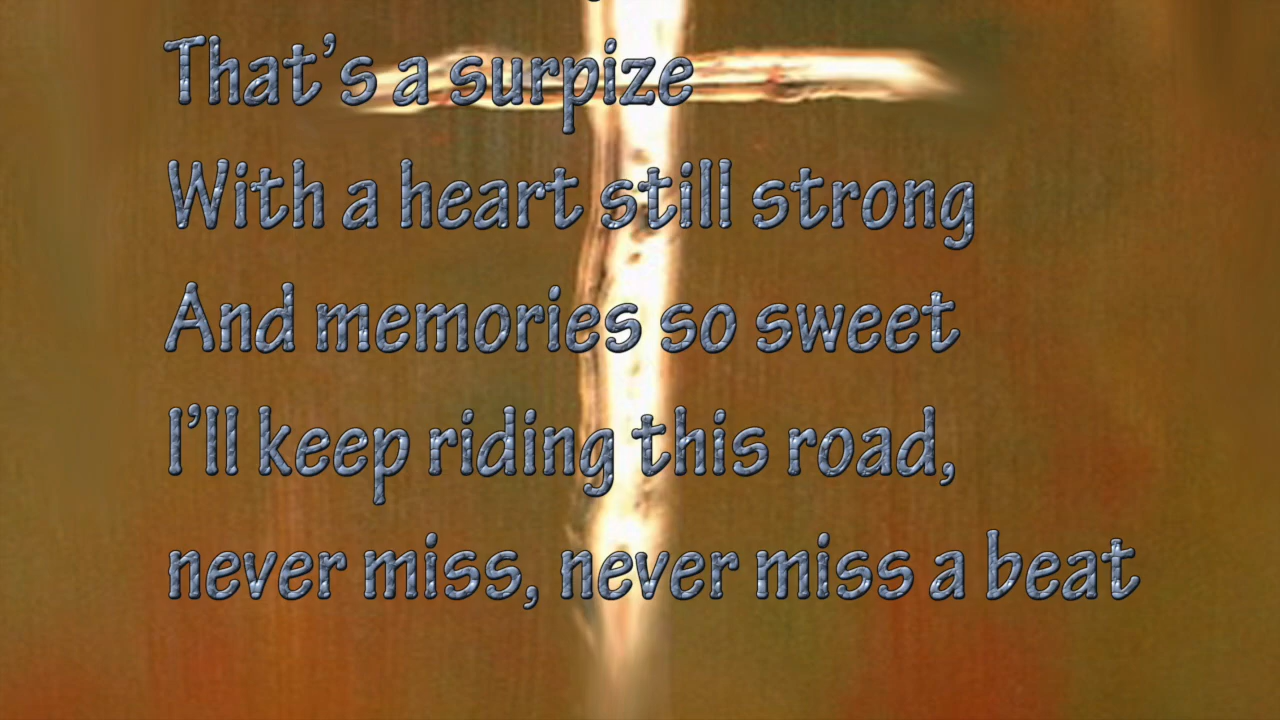 That's a surpize
With a heart still strong
And memories so sweet
I'll keep riding this road,
never miss, never miss a beat